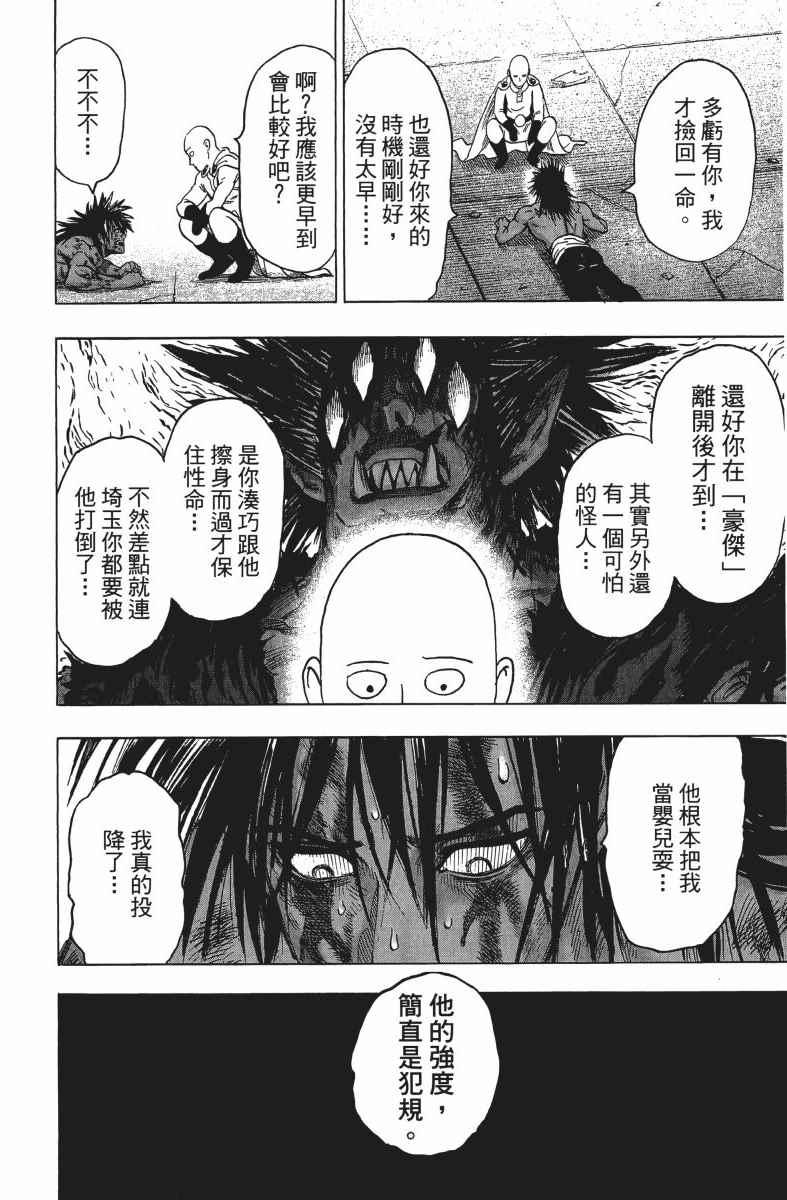 多虧有你，我
才撿回一命。
也還好你來的
時機剛剛好，
沒有太早……
啊？我應該更早到
會比較好吧？
不不不…
還好你在「豪傑」
離開後才到…
其實另外還
有一個可怕
的怪人…
是你湊巧跟他
擦身而過才保
住性命…
不然差點就連
埼玉你都要被
他打倒了…
他根本把我
當嬰兒耍…
我真的投
降了…
他的強度，
簡直是犯規。